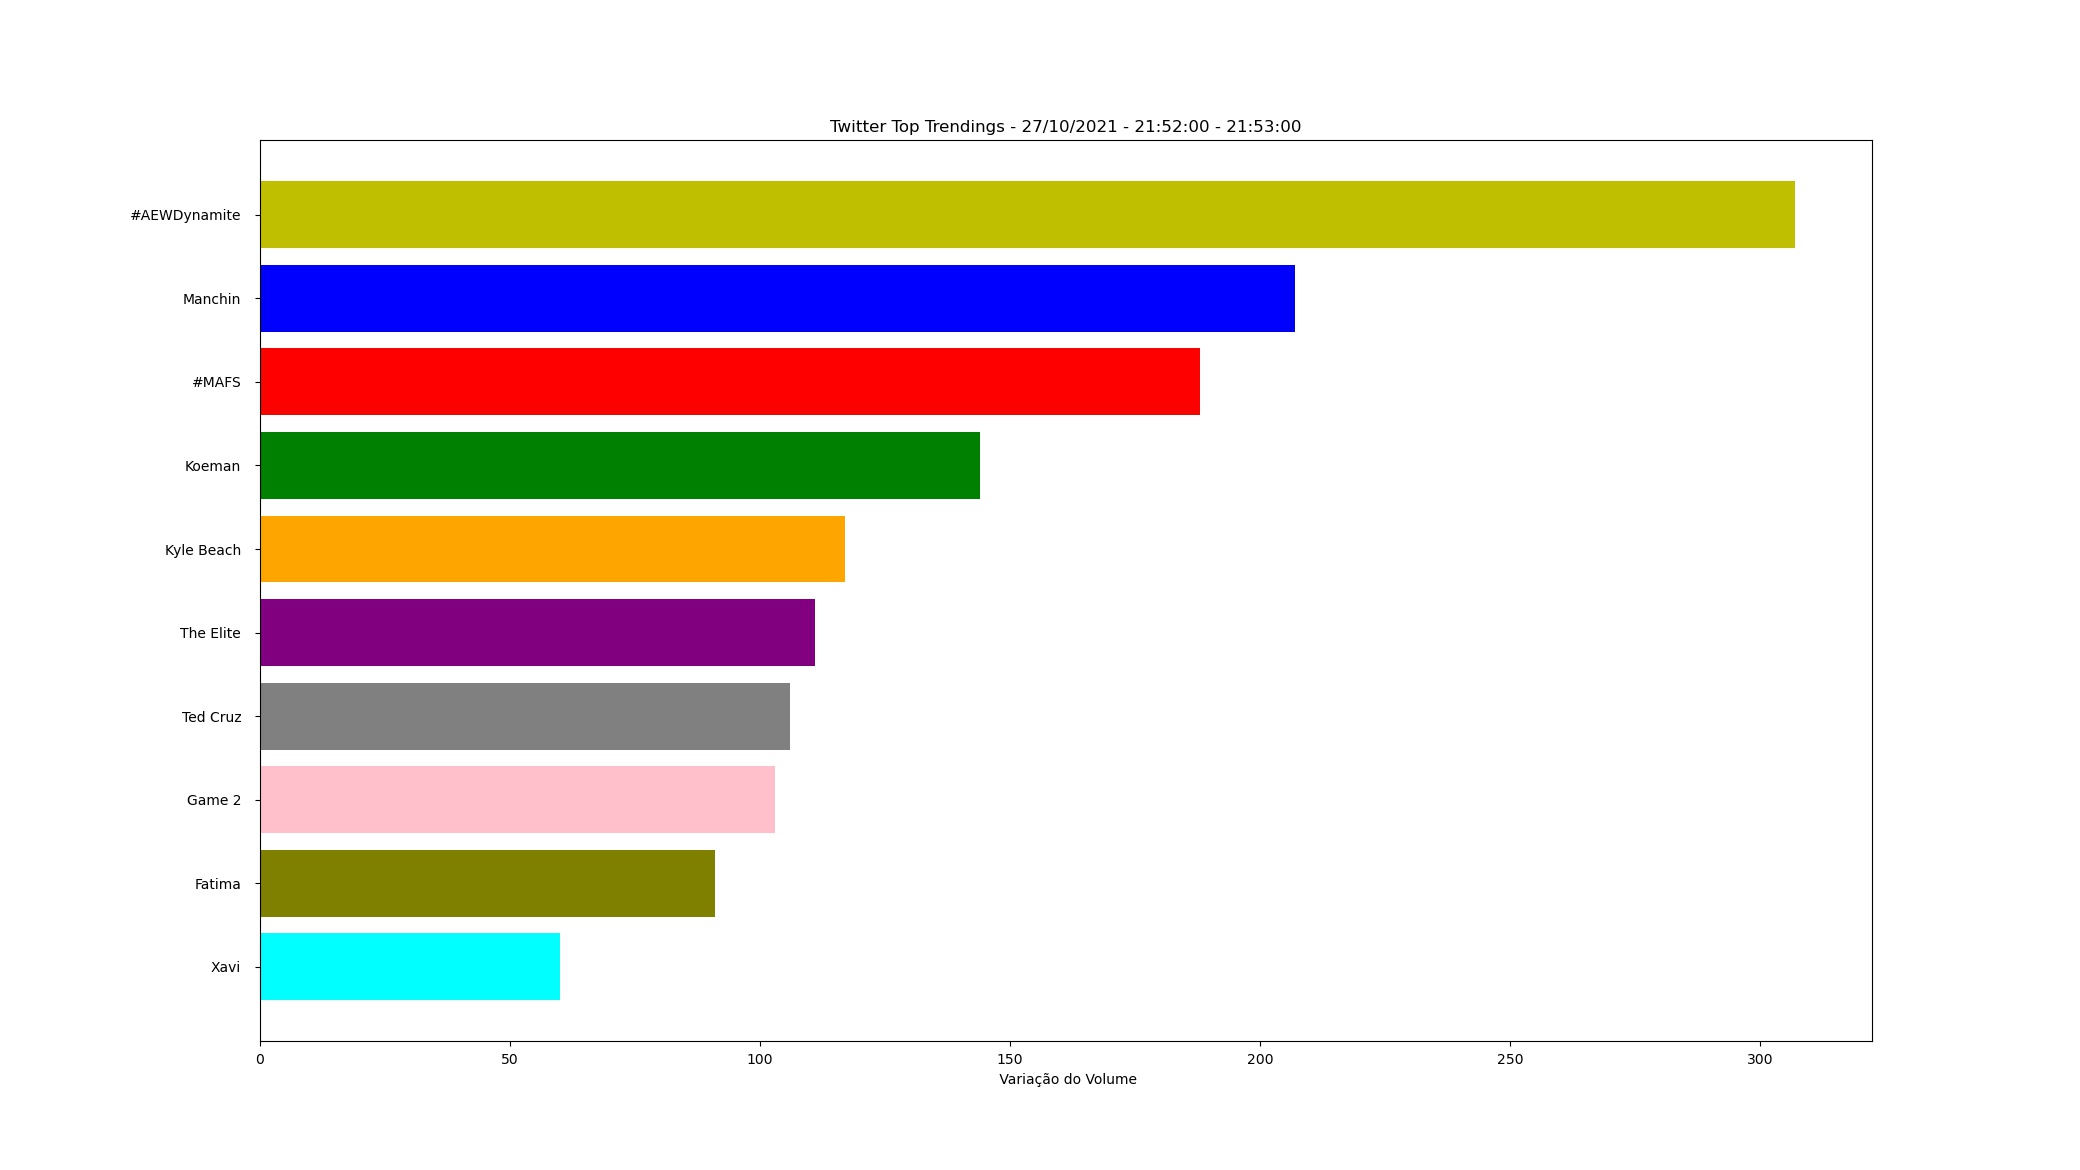 Twitter Top Trendings - 27/10/2021 - 21:52:00 - 21:53:00
#AEWDynamite
Manchin
#MAFS
Koeman
Kyle Beach
The Elite
Ted Cruz
Game 2
Fatima
Xavi
0 50 100 150 200 250 300
Variação do Volume